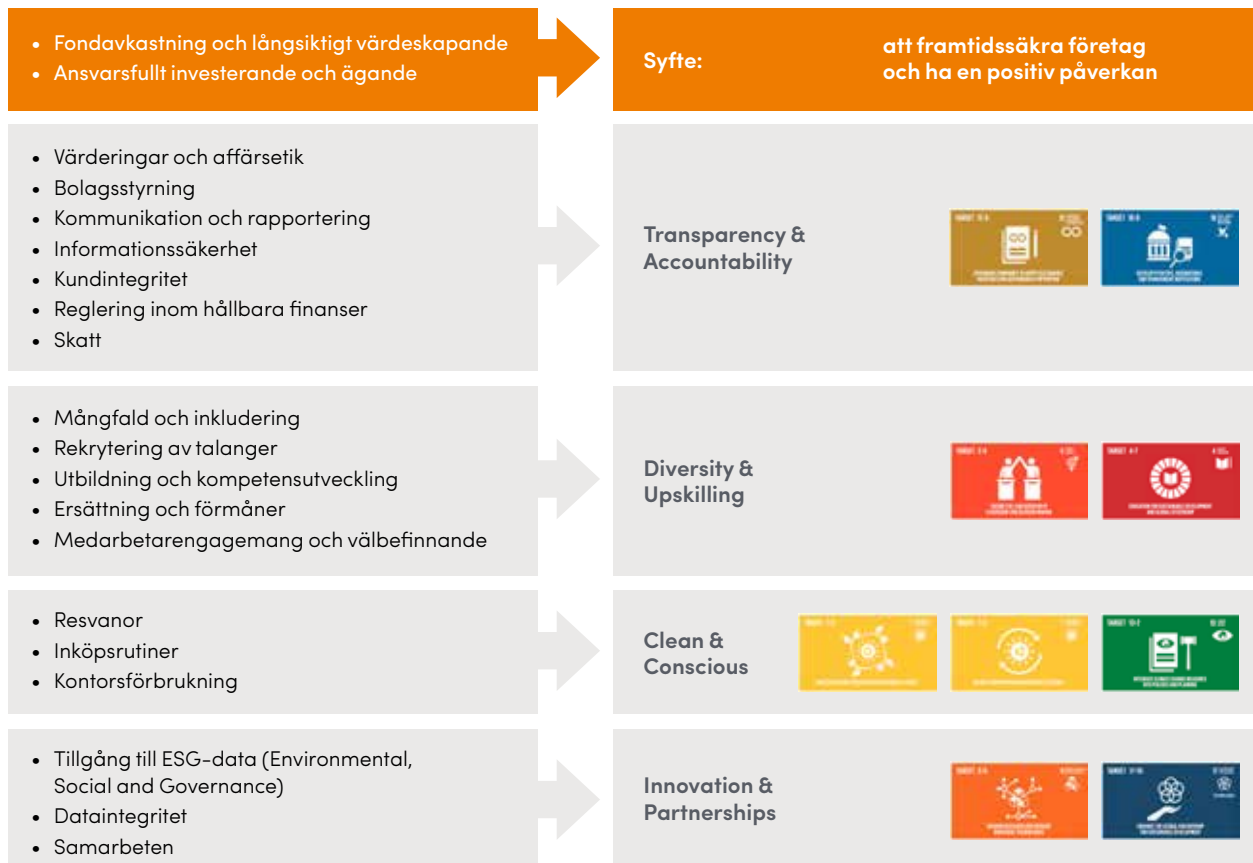 • Fondavkastning och långsiktigt värdeskapande
• Ansvarsfullt investerande och ägande
Syfte:
att framtidssäkra företag
och ha en positiv påverkan
• Värderingar och affärsetik
• Bolagsstyrning
• Kommunikation och rapportering
• Informationssäkerhet
• Kundintegritet
• Reglering inom hållbara finanser
• Skatt
Transparency &
Accountability
• Mångfald och inkludering
• Rekrytering av talanger
• Utbildning och kompetensutveckling
• Ersättning och förmåner
• Medarbetarengagemang och välbefinnande
Diversity &
Upskilling
• Resvanor
• Inköpsrutiner
• Kontorsförbrukning
Clean &
Conscious
• Tillgång till ESG-data (Environmental,
Social and Governance)
• Dataintegritet
• Samarbeten
Innovation &
Partnerships